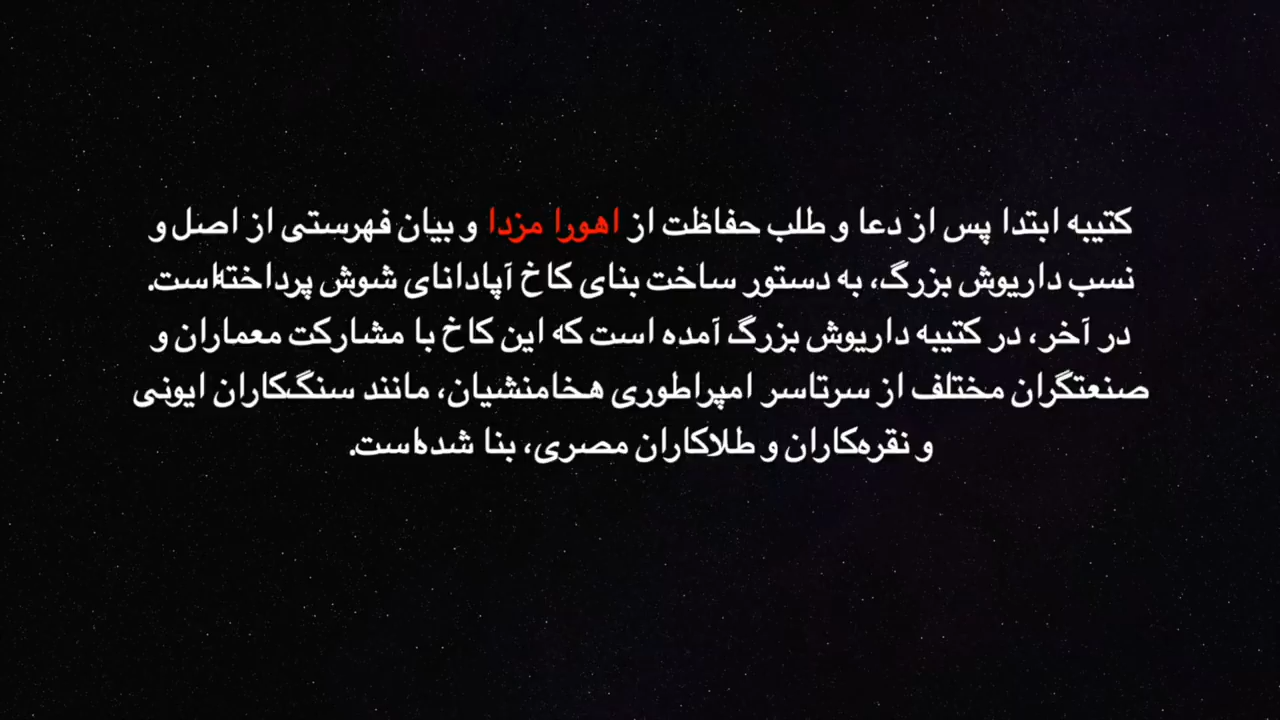 کتیبه ابتدا پس از دعا و طلب حفاظت از اهورا مزدا و بیان فهرستی از اصل و
نسب داریوش بزرگ، به دستور ساخت بنای کاخ آپادانای شوش پرداخته‌است.
در آخر، در کتیبه داریوش بزرگ آمده است که این کاخ با مشارکت معماران و
صنعتگران مختلف از سرتاسر امپراطوری هخامنشیان، مانند سنگ‌کاران ایونی
و نقره‌کاران و طلاکاران مصری، بنا شده‌است.